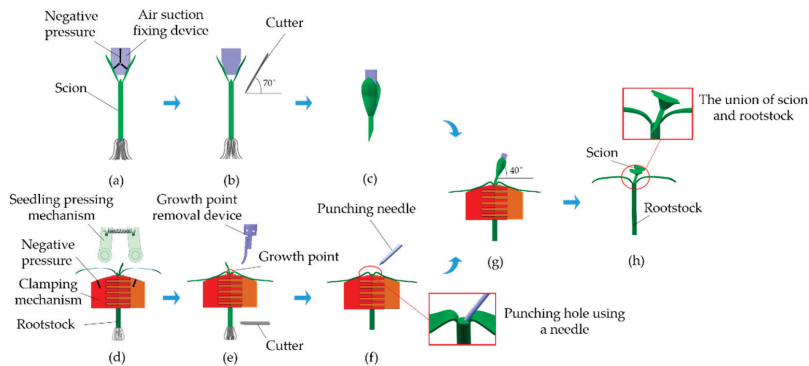 Negative
pressure
Air suction
fixing device
Cutter
70°
Scion
(a)
(b)
(c)
Seedling pressing
mechanism
Growth point
removal device
Negative
pressure
Growth point
Clamping
mechanism
Rootstock
Cutter
(d)
(e)
Punching needle
(f)
Punching hole using
a needle
40°
(g)
The union of scion
and rootstock
Scion
Rootstock
(h)